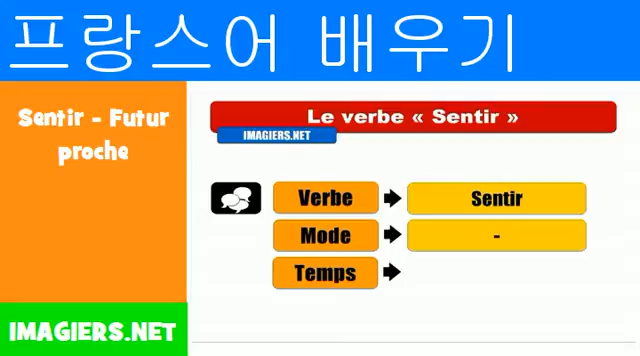 프랑스어 배우기
Sentir - Futur
proche
IMAGIERS.NET
Le verbe « Sentir »
IMAGIERS.NET
Verbe
Sentir
Mode
-
Temps